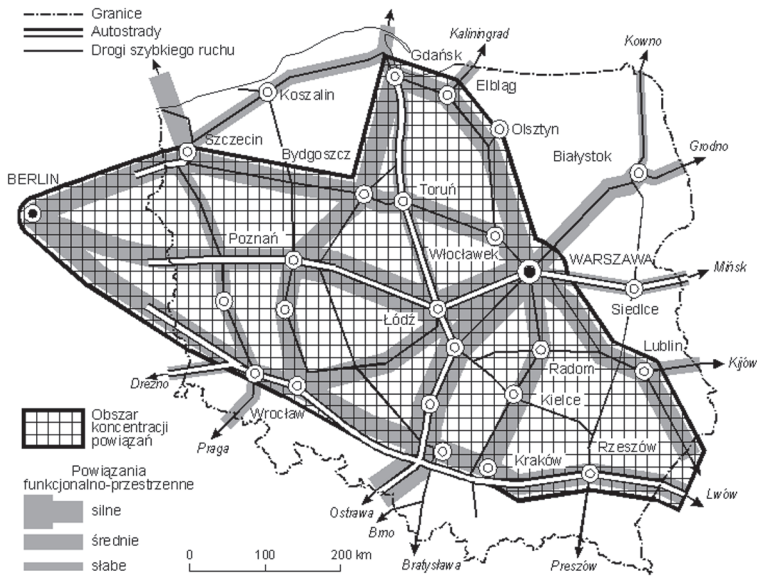 Granice
Autostrady
Drogi szybkiego ruchu
Gdańsk
Kaliningrad
Kowno
Koszalin
Elbląg
Olsztyn
Szczecin
Bydgoszcz
Białystok
Grodno
BERLIN
Toruń
Poznań
Włocławek
WARSZAWA
Mińsk
Siedlce
Łódź
Lublin
Kijów
Radom
Drezno
Kielce
Wrocław
Obszar
koncentracji
powiązań
Praga
Rzeszów
Kraków
Powiązania
funkcjonalno-przestrzenne
silne
Lwów
Ostrawa
Brno
średnie
słabe
0 100 200 km
Bratysława
Preszów